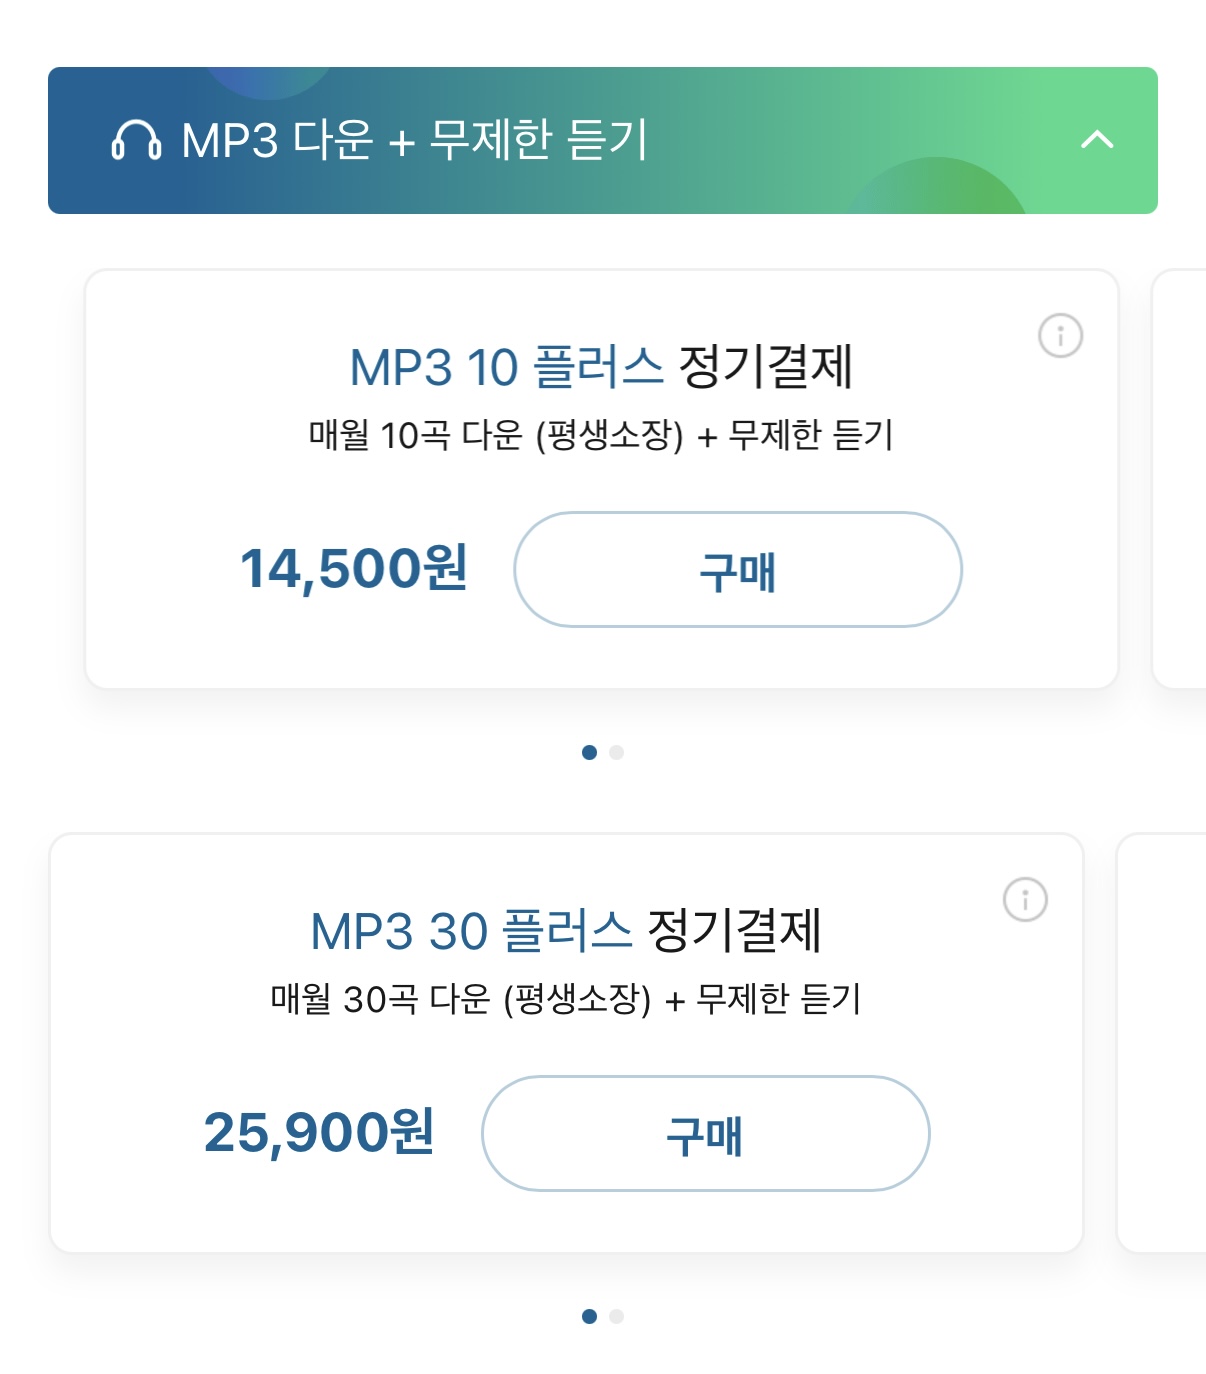 MP3 다운 + 무제한 듣기
MP3 10 플러스 정기결제
매월 10곡 다운 (평생소장) + 무제한 듣기
14,500원
구매
MP3 30 플러스 정기결제
매월 30곡 다운 (평생소장) + 무제한 듣기
25,900원
구매